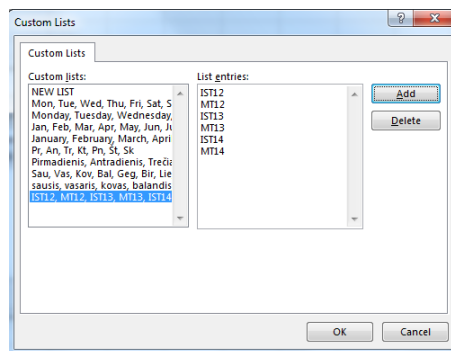 Custom Lists
Custom Lists
Custom lists:
NEW LIST
Mon, Tue, Wed, Thu, Fri, Sat, S
Monday, Tuesday, Wednesday,
Jan, Feb, Mar, Apr, May, Jun, Ju
January, February, March, Apri
Pr, An, Tr, Kt, Pn, Št, Sk
Pirmadienis, Antradienis, Trečia
Sau, Vas, Kov, Bal, Geg, Bir, Lie
sausis, vasaris, kovas, balandis
IST12, MT12, IST13, MT13, IST14
List entries:
IST12
MT12
IST13
MT13
IST14
MT14
Add
Delete
OK
Cancel